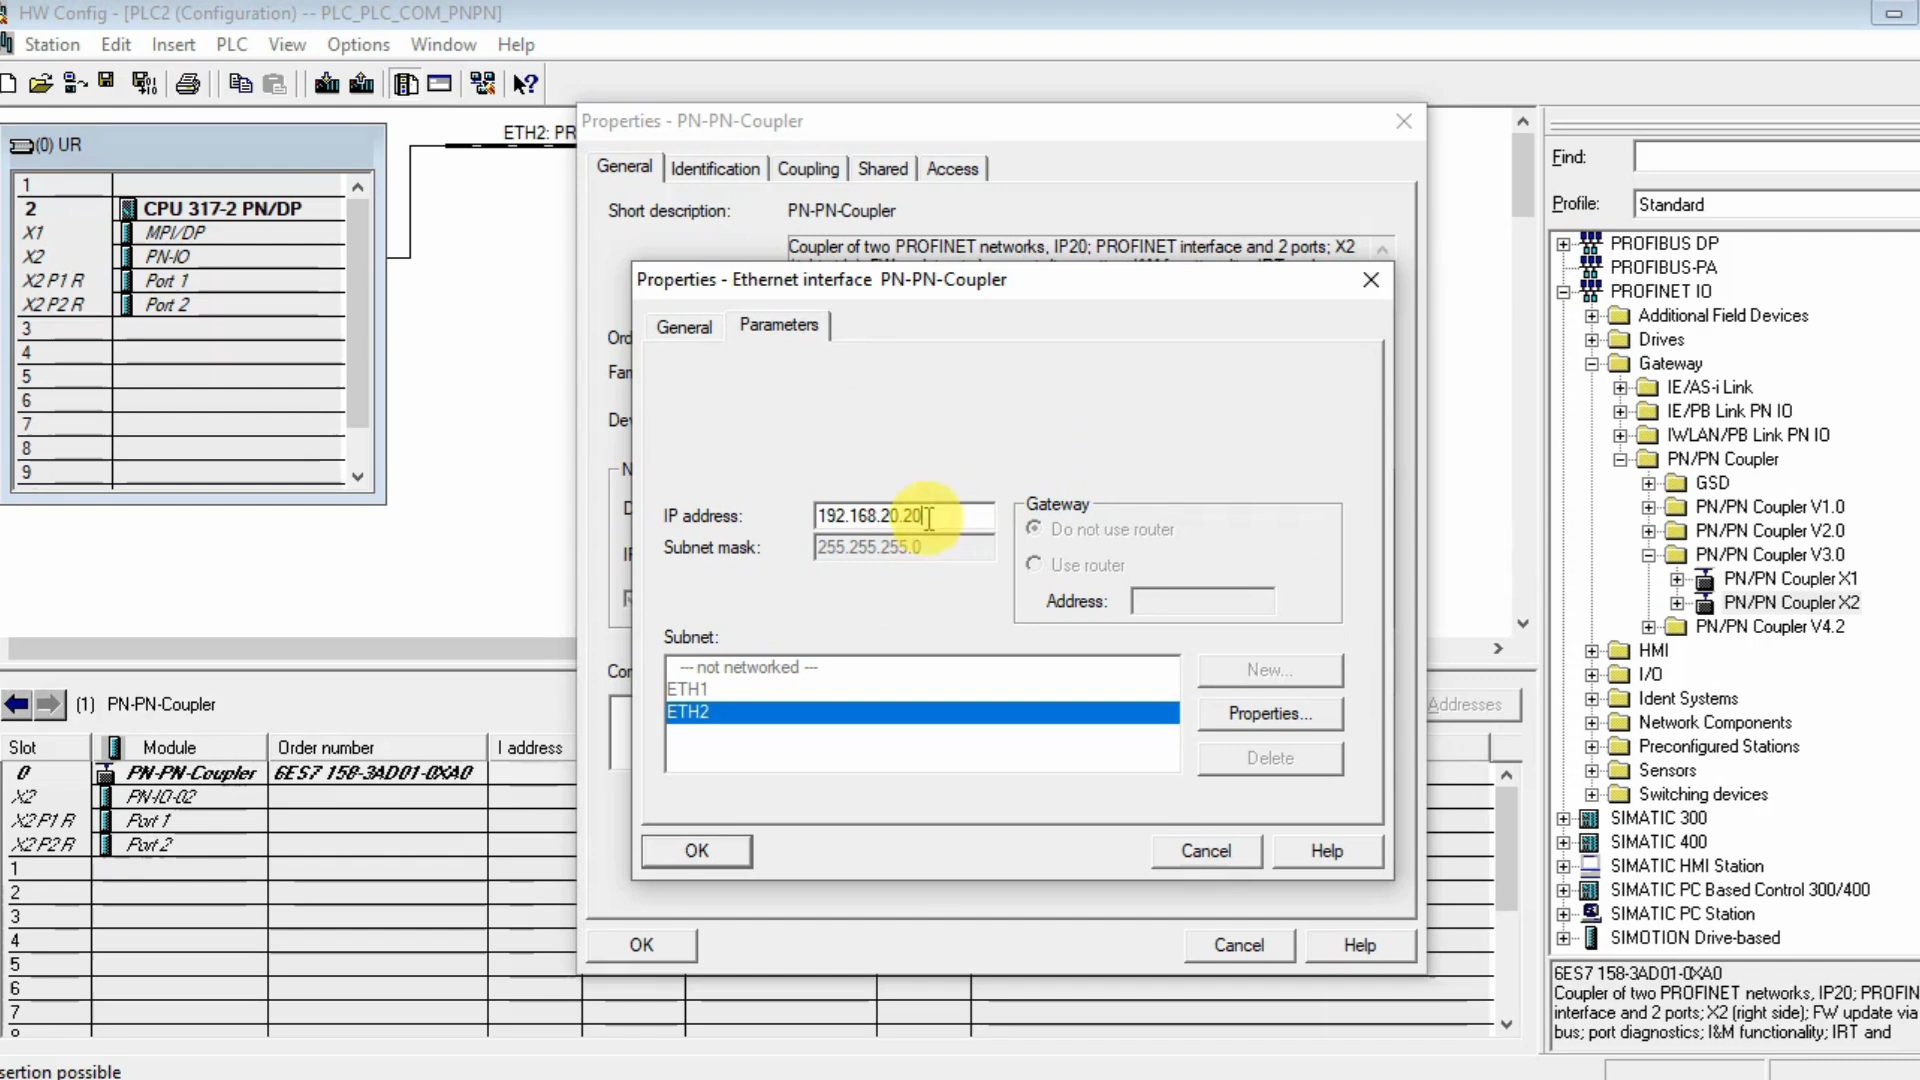 HW Config - [PLC2 (Configuration) -- PLC_PLC_COM_PNPN]
Station Edit Insert PLC View Options Window Help
(0) UR
1
2 CPU 317-2 PN/DP
X1 MPI/DP
X2 PN-IO
X2 P1 R Port 1
X2 P2 R Port 2
3
4
5
6
7
8
9
ETH2: PR
Properties - PN-PN-Coupler
General Identification Coupling Shared Access
Short description: PN-PN-Coupler
Coupler of two PROFINET networks, IP20; PROFINET interface and 2 ports; X2
Ord
Fam
Dev
N
D
IF
Con
Properties - Ethernet interface PN-PN-Coupler
General Parameters
IP address: 192.168.20.20
Subnet mask: 255.255.255.0
Gateway
Do not use router
Use router
Address:
Subnet:
--- not networked ---
ETH1
ETH2
New...
Properties...
Delete
OK Cancel Help
OK Cancel Help
Find:
Profile: Standard
PROFIBUS DP
PROFIBUS-PA
PROFINET IO
Additional Field Devices
Drives
Gateway
IE/AS-i Link
IE/PB Link PN IO
IWLAN/PB Link PN IO
PN/PN Coupler
GSD
PN/PN Coupler V1.0
PN/PN Coupler V2.0
PN/PN Coupler V3.0
PN/PN Coupler X1
PN/PN Coupler X2
PN/PN Coupler V4.2
HMI
I/O
Ident Systems
Network Components
Preconfigured Stations
Sensors
Switching devices
SIMATIC 300
SIMATIC 400
SIMATIC HMI Station
SIMATIC PC Based Control 300/400
SIMATIC PC Station
SIMOTION Drive-based
6ES7 158-3AD01-0XA0
Coupler of two PROFINET networks, IP20; PROFIN
interface and 2 ports; X2 (right side); FW update via
bus; port diagnostics; I&M functionality; IRT and
(1) PN-PN-Coupler
Addresses
Slot Module Order number I address
0 PN-PN-Coupler 6ES7 158-3AD01-0XA0
X2 PN-IO-02
X2 P1 R Port 1
X2 P2 R Port 2
1
2
3
4
5
6
7
sertion possible